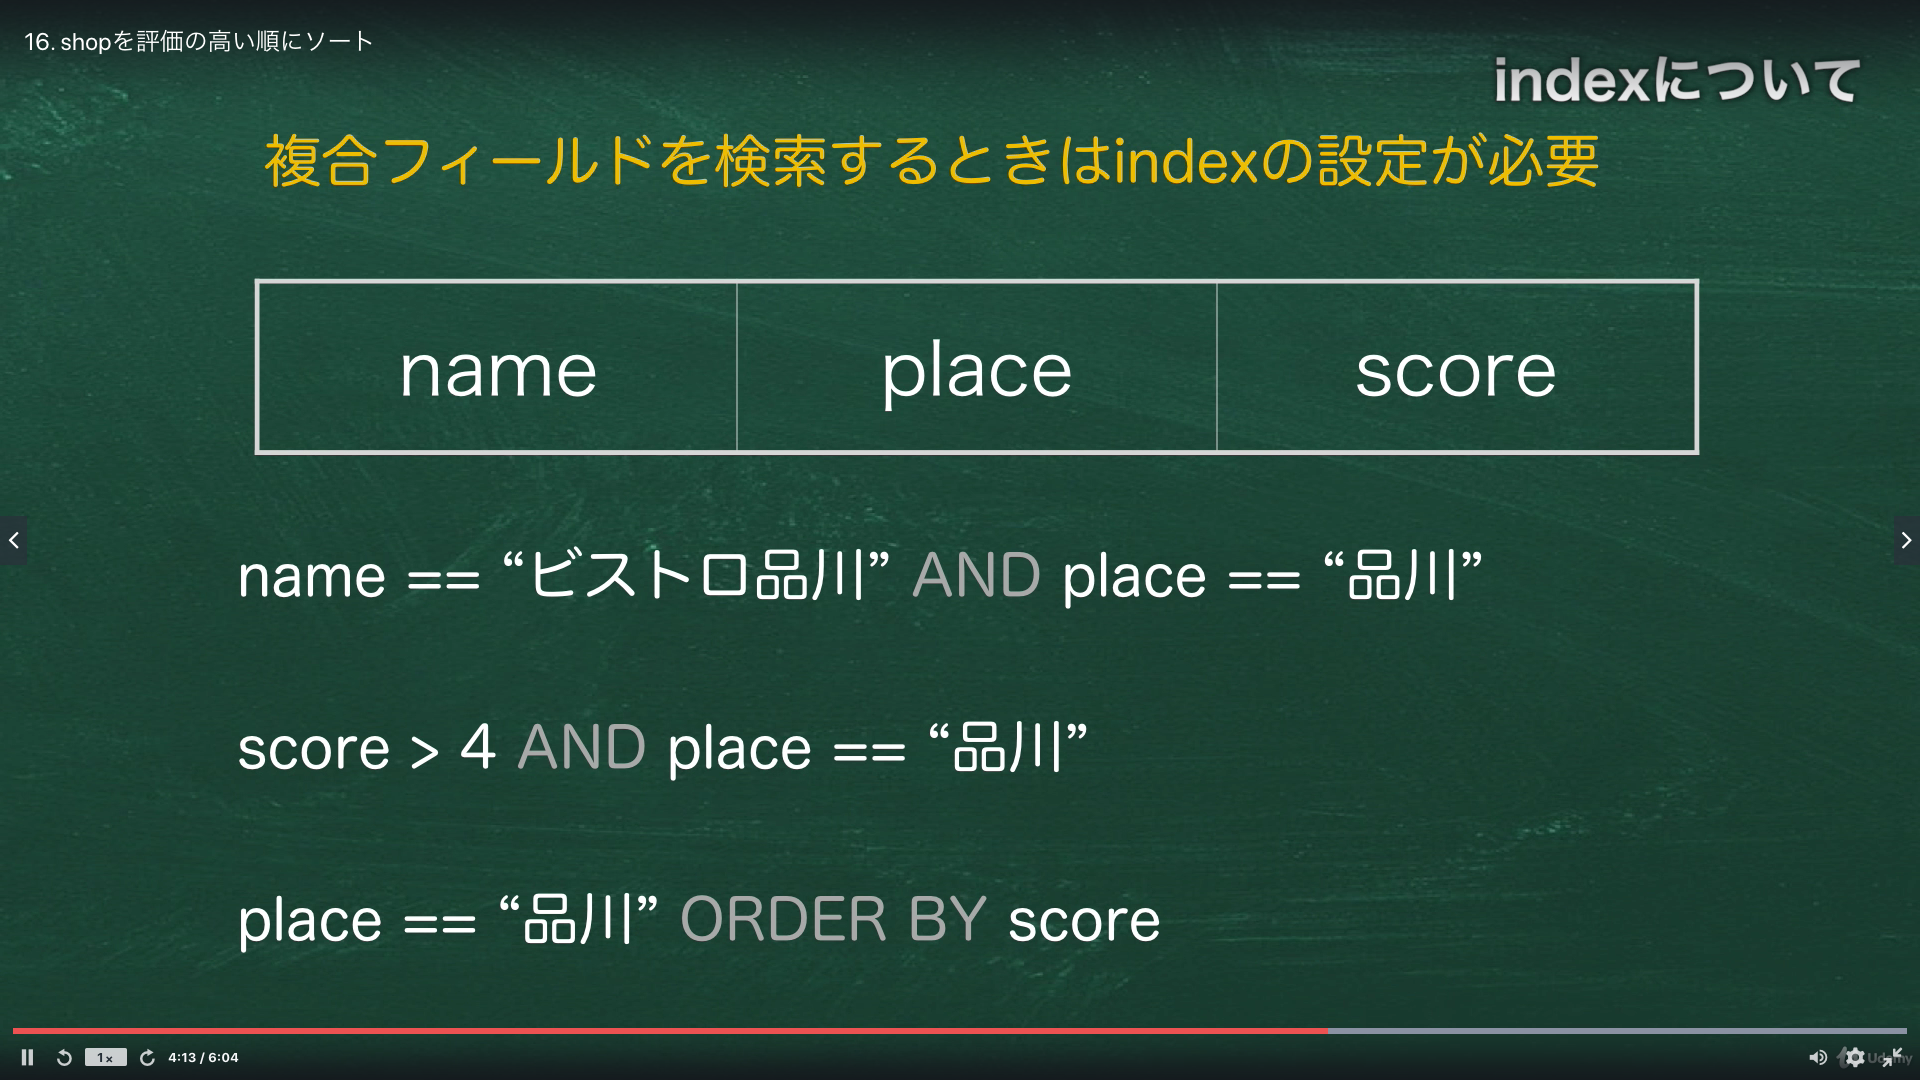 16. shopを評価の高い順にソート
indexについて
複合フィールドを検索するときはindexの設定が必要
name place score
name == “ビストロ品川” AND place == “品川”
score > 4 AND place == “品川”
place == “品川” ORDER BY score
1× 4:13 / 6:04 Udemy